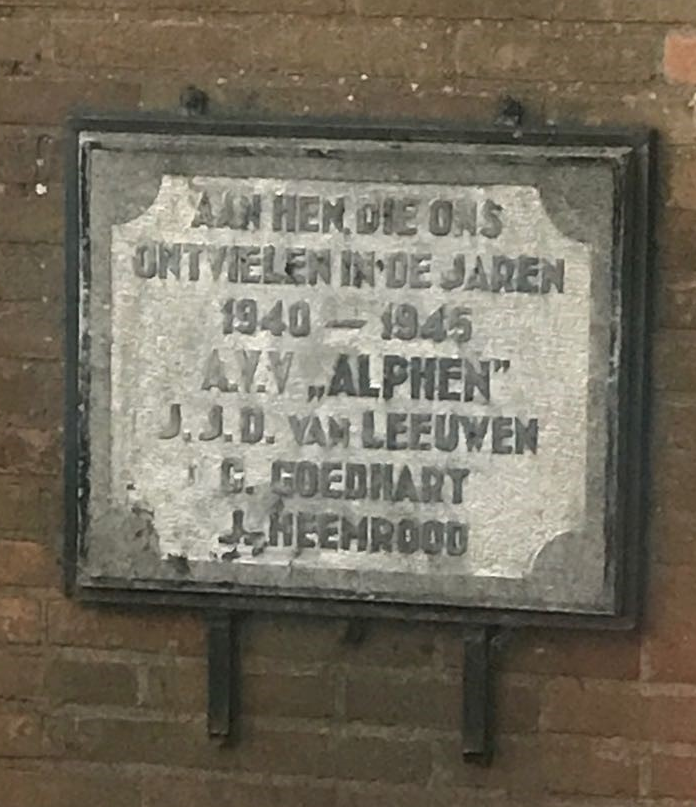 AAN HEN, DIE ONS
ONTVIELEN IN DE JAREN
1940 — 1945
A.V.V „ALPHEN”
J. J. D. VAN LEEUWEN
G. GOEDHART
J. HEEMROOD